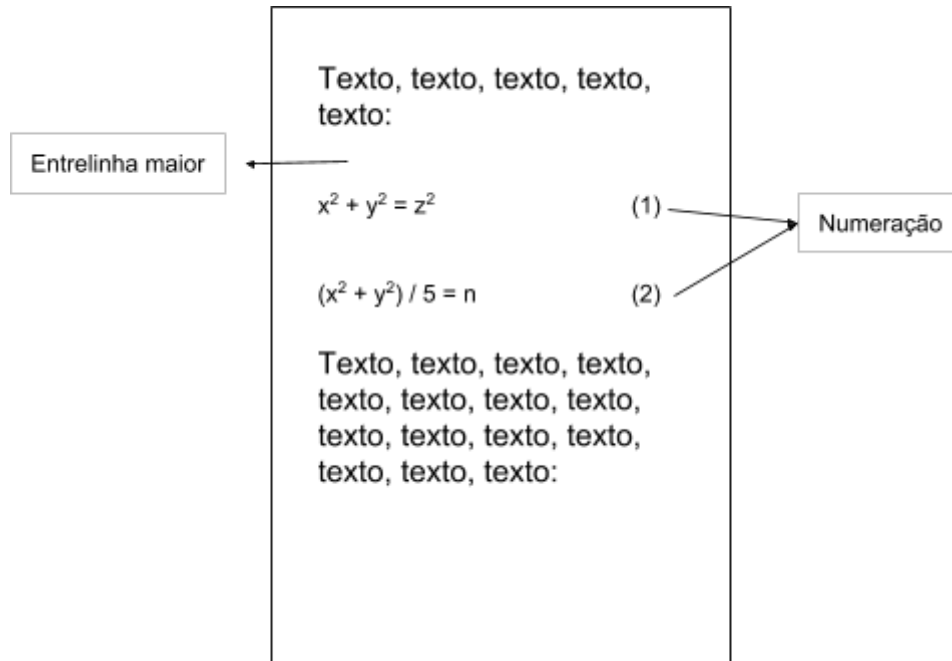 Texto, texto, texto, texto,
texto:
Entrelinha maior
x² + y² = z² (1)
Numeração
(x² + y²) / 5 = n (2)
Texto, texto, texto, texto,
texto, texto, texto, texto,
texto, texto, texto, texto,
texto, texto, texto: